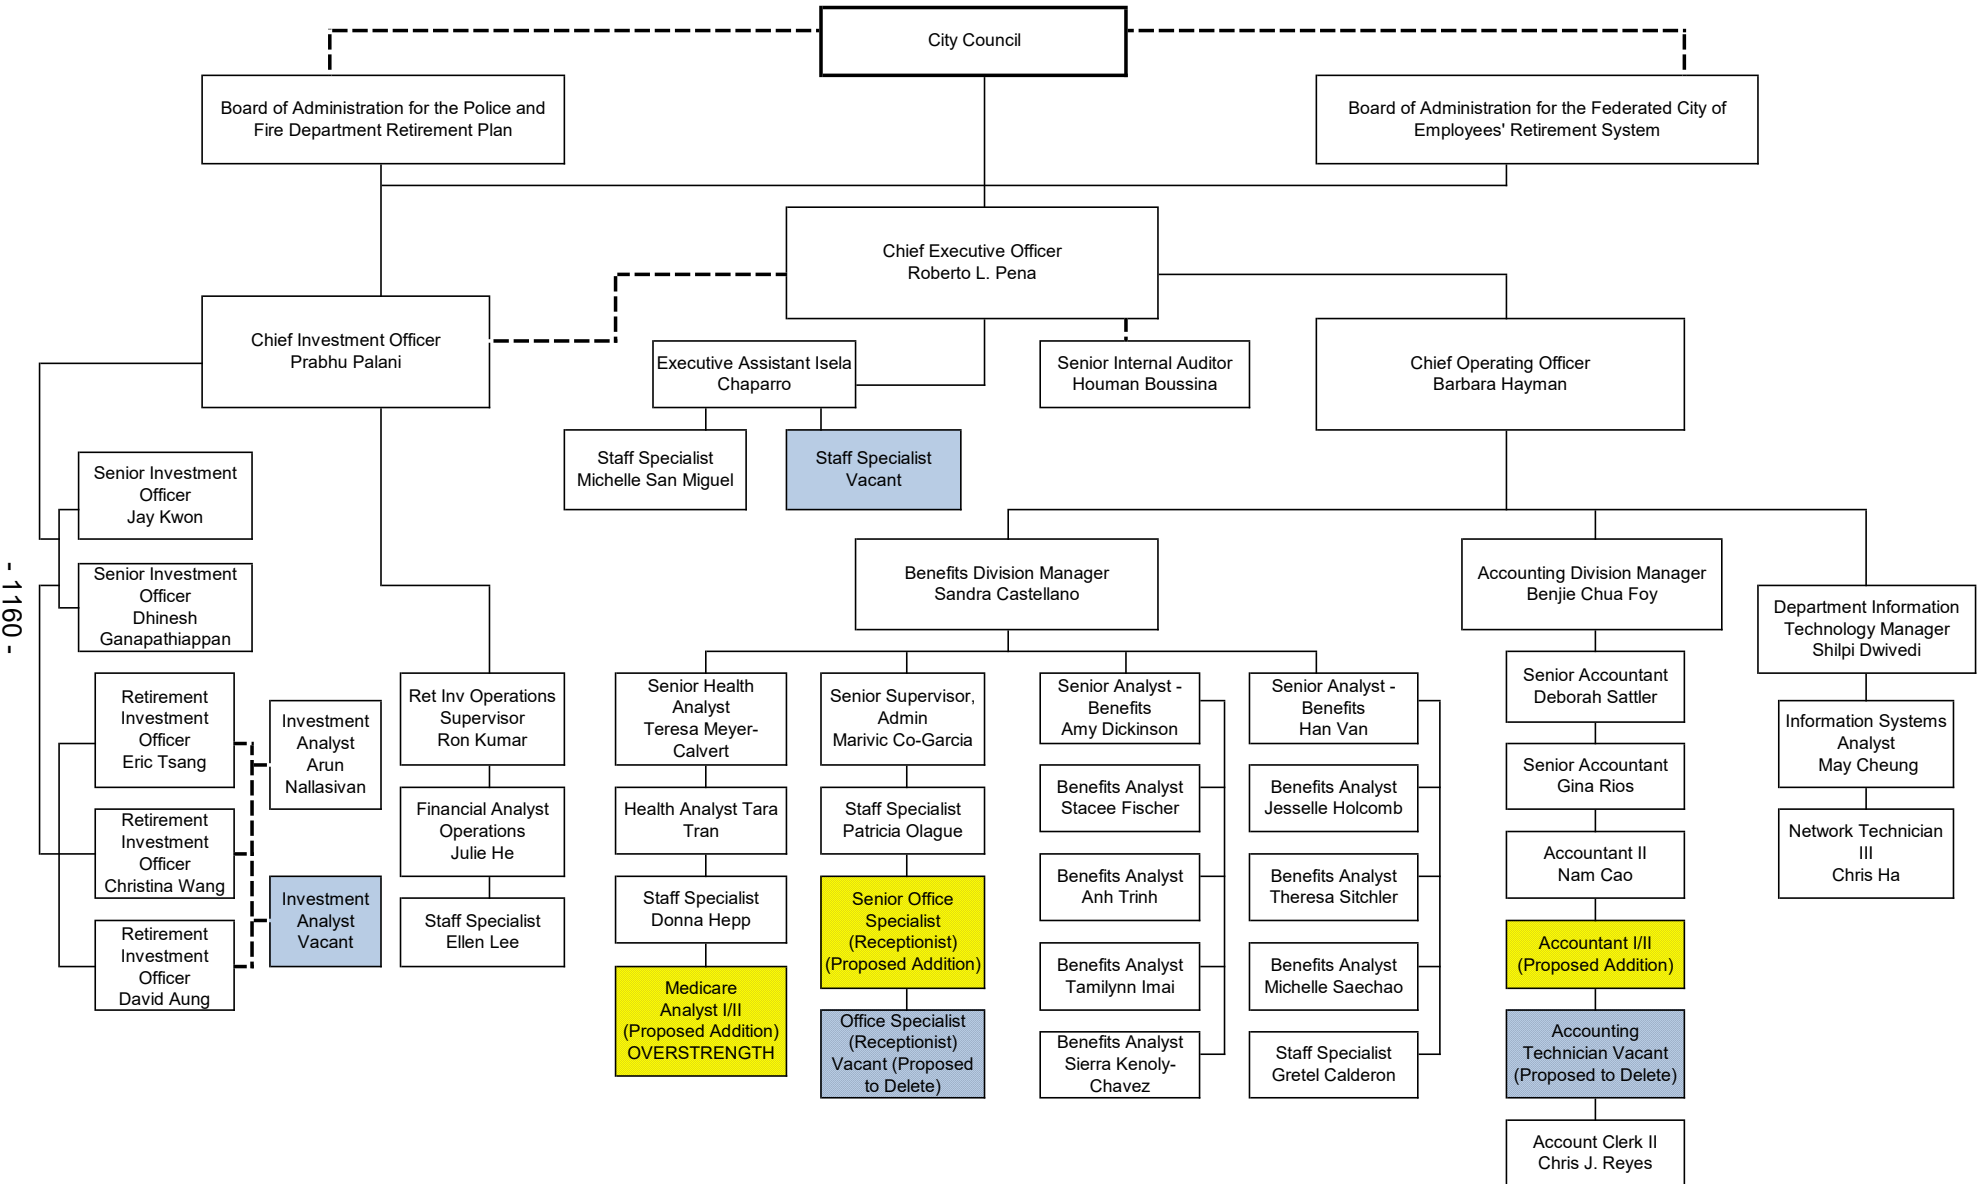 City Council
Board of Administration for the Police and
Fire Department Retirement Plan
Board of Administration for the Federated City of
Employees' Retirement System
Chief Executive Officer
Roberto L. Pena
Chief Investment Officer
Prabhu Palani
Executive Assistant Isela
Chaparro
Senior Internal Auditor
Houman Boussina
Chief Operating Officer
Barbara Hayman
Staff Specialist
Michelle San Miguel
Staff Specialist
Vacant
Senior Investment
Officer
Jay Kwon
Senior Investment
Officer
Dhinesh
Ganapathiappan
- 1160 -
Benefits Division Manager
Sandra Castellano
Accounting Division Manager
Benjie Chua Foy
Department Information
Technology Manager
Shilpi Dwivedi
Retirement
Investment
Officer
Eric Tsang
Retirement
Investment
Officer
Christina Wang
Retirement
Investment
Officer
David Aung
Investment
Analyst
Arun
Nallasivan
Investment
Analyst
Vacant
Ret Inv Operations
Supervisor
Ron Kumar
Financial Analyst
Operations
Julie He
Staff Specialist
Ellen Lee
Senior Health
Analyst
Teresa Meyer-
Calvert
Health Analyst Tara
Tran
Staff Specialist
Donna Hepp
Medicare
Analyst I/II
(Proposed Addition)
OVERSTRENGTH
Senior Supervisor,
Admin
Marivic Co-Garcia
Staff Specialist
Patricia Olague
Senior Office
Specialist
(Receptionist)
(Proposed Addition)
Office Specialist
(Receptionist)
Vacant (Proposed
to Delete)
Senior Analyst -
Benefits
Amy Dickinson
Benefits Analyst
Stacee Fischer
Benefits Analyst
Anh Trinh
Benefits Analyst
Tamilynn Imai
Benefits Analyst
Sierra Kenoly-
Chavez
Senior Analyst -
Benefits
Han Van
Benefits Analyst
Jesselle Holcomb
Benefits Analyst
Theresa Sitchler
Benefits Analyst
Michelle Saechao
Staff Specialist
Gretel Calderon
Senior Accountant
Deborah Sattler
Senior Accountant
Gina Rios
Accountant II
Nam Cao
Accountant I/II
(Proposed Addition)
Accounting
Technician Vacant
(Proposed to Delete)
Account Clerk II
Chris J. Reyes
Information Systems
Analyst
May Cheung
Network Technician
III
Chris Ha